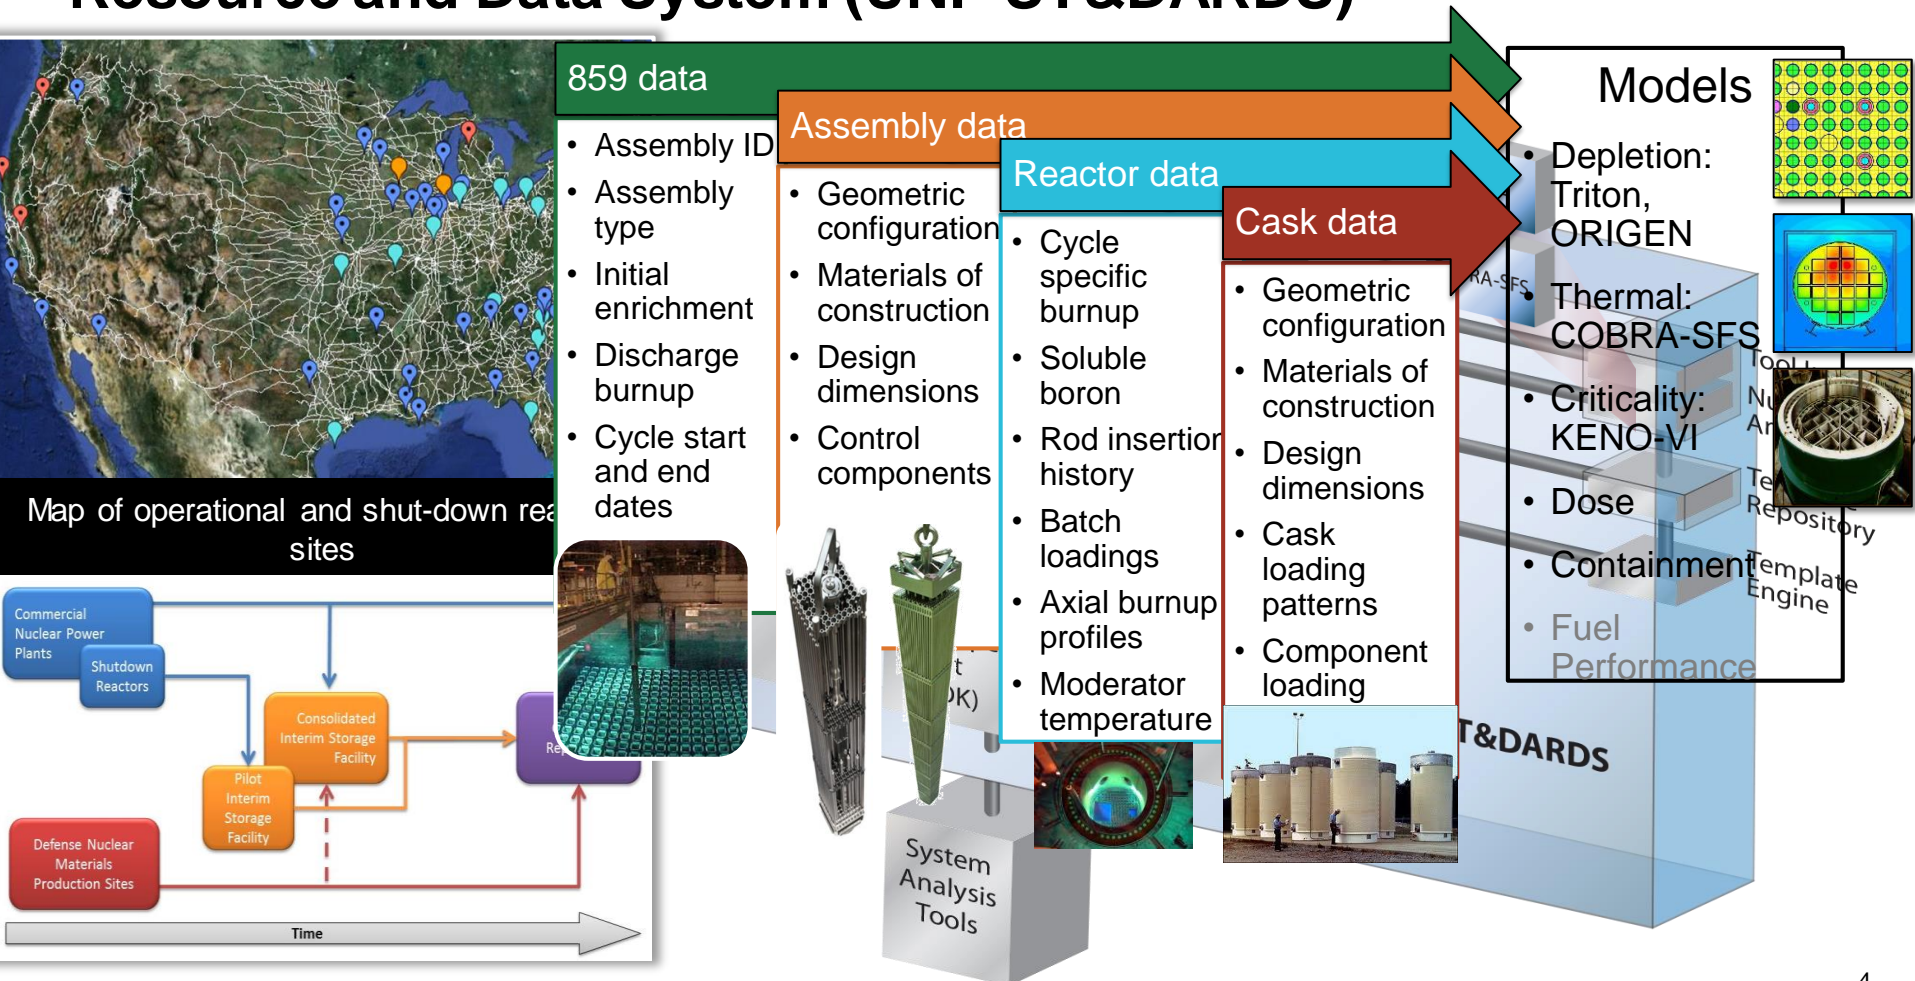 Resource and Data System (UNF-ST&DARDS)
859 data
• Assembly ID
• Assembly
type
• Initial
enrichment
• Discharge
burnup
• Cycle start
and end
dates
Assembly data
• Geometric
configuration
• Materials of
construction
• Design
dimensions
• Control
components
Reactor data
• Cycle
specific
burnup
• Soluble
boron
• Rod insertion
history
• Batch
loadings
• Axial burnup
profiles
• Moderator
temperature
Cask data
• Geometric
configuration
• Materials of
construction
• Design
dimensions
• Cask
loading
patterns
• Component
loading
Models
• Depletion:
Triton,
ORIGEN
• Thermal:
COBRA-SFS
• Criticality:
KENO-VI
• Dose
• Containment
• Fuel
Performance
Map of operational and shut-down
sites
Commercial
Nuclear Power
Plants
Shutdown
Reactors
Consolidated
Interim Storage
Facility
Pilot
Interim
Storage
Facility
Defense Nuclear
Materials
Production Sites
Time
System
Analysis
Tools
RA-SFS
Repository
Template
Engine
T&DARDS
4